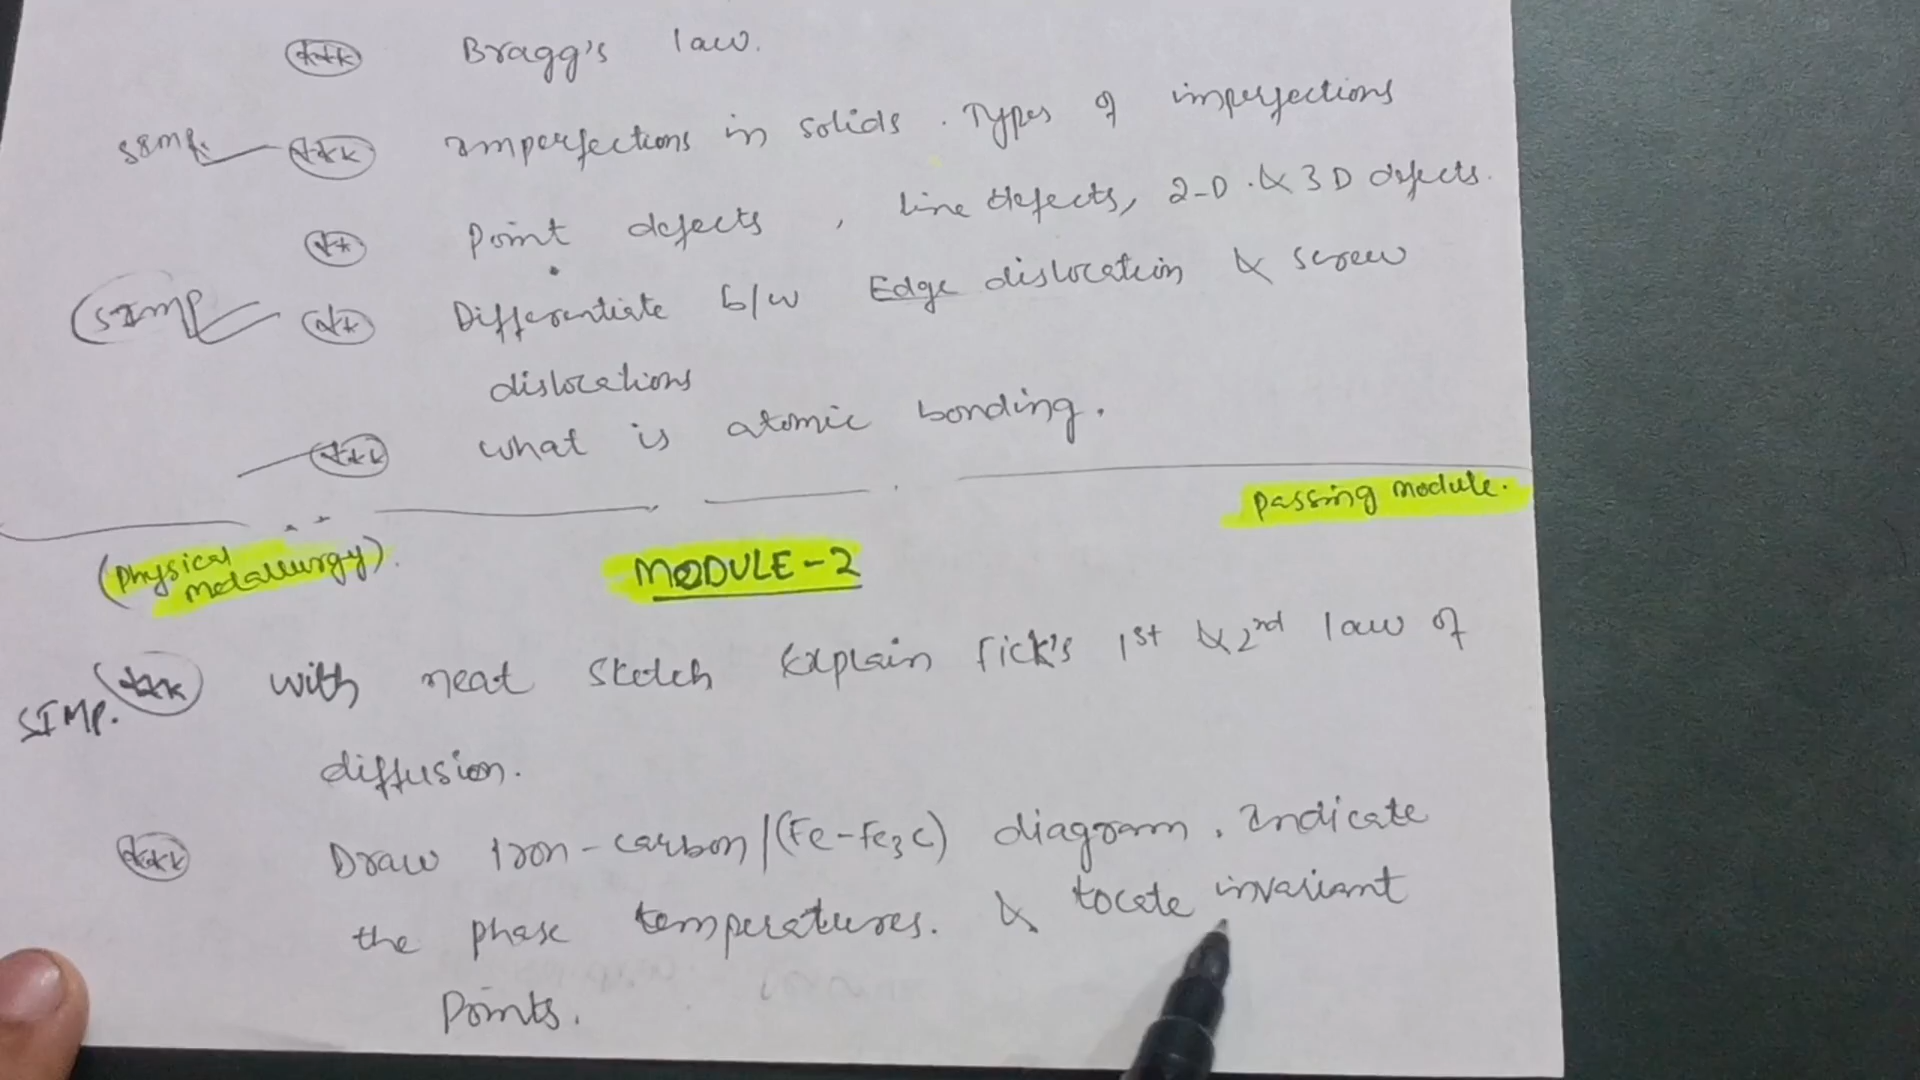 *** Bragg's law.
SIMP. *** Imperfections in solids. Types of imperfections
** Point defects, line defects, 2-D & 3D defects.
(SIMP ** Differentiate b/w Edge dislocation & screw
dislocations
*** what is atomic bonding.
passing module.
(physical metallurgy). MODULE-2
SIMP. *** with neat sketch Explain Fick's 1st & 2nd law of
diffusion.
*** Draw Iron-carbon/(Fe-Fe3C) diagram. Indicate
the phase temperatures. & locate invariant
Points.